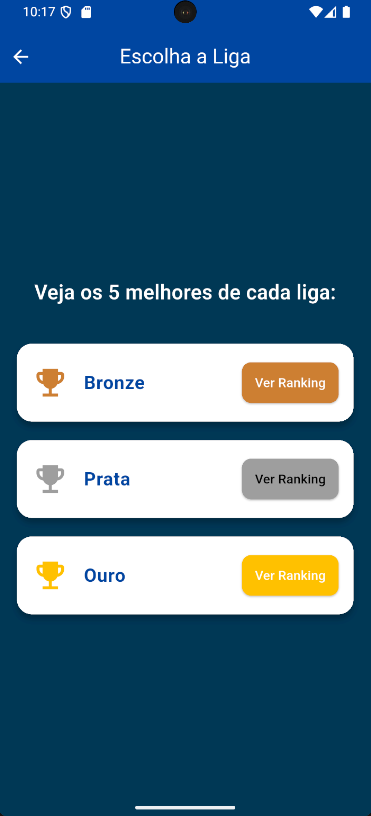 10:17
Escolha a Liga
Veja os 5 melhores de cada liga:
Bronze
Ver Ranking
Prata
Ver Ranking
Ouro
Ver Ranking